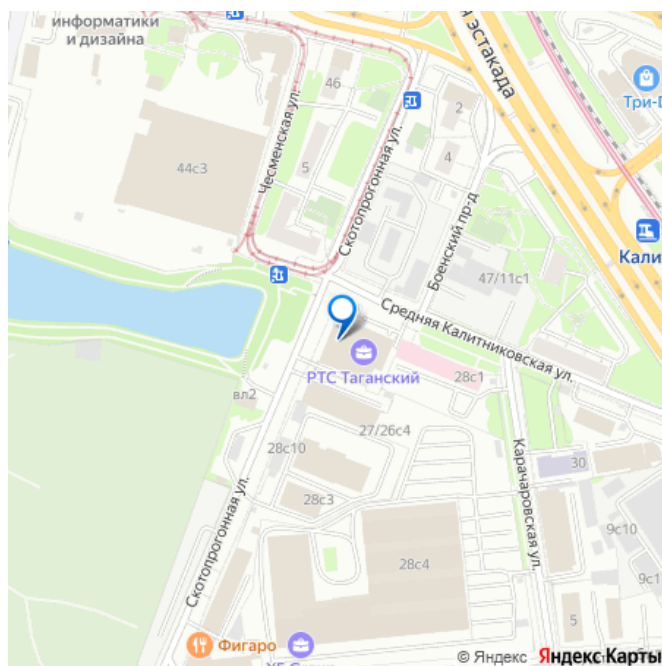 информатики
и дизайна
эстакада
46
2
Три-D
Чесменская ул.
Скотопрогонная ул.
4
5
44с3
Боенский пр-д
47/11с1
Средняя Калитниковская ул.
РТС Таганский
28с1
вл2
27/26с4
28с10
30
28с3
Карачаровская ул.
9с10
Скотопрогонная ул.
28с4
9с1
5
Фигаро
© Яндекс Яндекс Карты